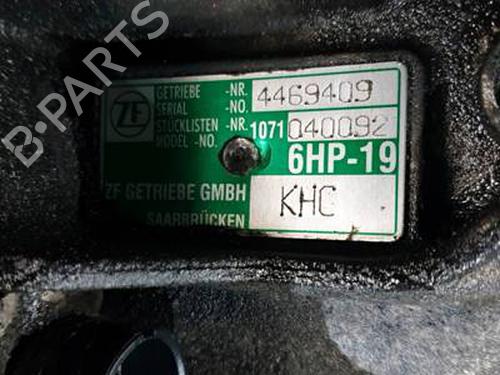 B-PARTS
ZF
GETRIEBE -NR. 4469409
SERIAL -NO.
STÜCKLISTEN -NR. 1071 040092
MODEL -NO.
6HP-19
ZF GETRIEBE GMBH KHC
SAARBRÜCKEN